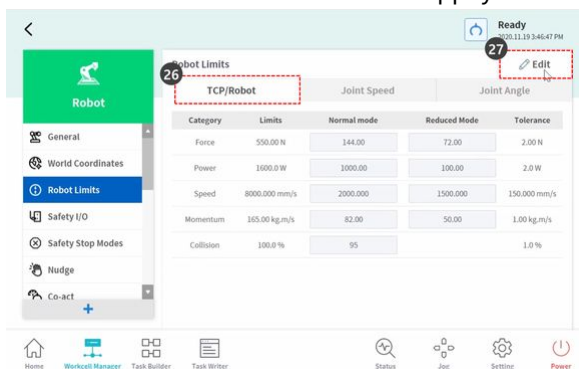 Ready
2020.11.19 3:46:47 PM
27
Edit
Robot Limits
26
Robot
TCP/Robot Joint Speed Joint Angle
Category Limits Normal mode Reduced Mode Tolerance
Force 550.00 N 144.00 72.00 2.00 N
Power 1600.0 W 1000.00 100.00 2.0 W
Speed 8000.000 mm/s 2000.000 1500.000 150.000 mm/s
Momentum 165.00 kg.m/s 82.00 50.00 1.00 kg.m/s
Collision 100.0 % 95 1.0 %
General
World Coordinates
Robot Limits
Safety I/O
Safety Stop Modes
Nudge
Co-act
+
Home Workcell Manager Task Builder Task Writer Status Jog Setting Power